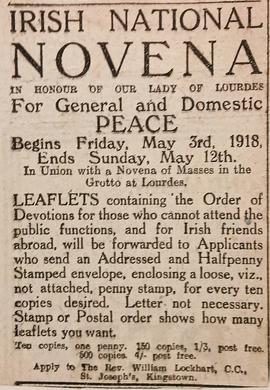 IRISH NATIONAL
NOVENA
IN HONOUR OF OUR LADY OF LOURDES
For General and Domestic
PEACE
Begins Friday, May 3rd, 1918,
Ends Sunday, May 12th.
In Union with a Novena of Masses in the
Grotto at Lourdes.
LEAFLETS containing the Order of
Devotions for those who cannot attend the
public functions, and for Irish friends
abroad, will be forwarded to Applicants
who send an Addressed and Halfpenny
Stamped envelope, enclosing a loose, viz.,
not attached, penny stamp, for every ten
copies desired. Letter not necessary.
Stamp or Postal order shows how many
leaflets you want.
Ten copies, one penny. 150 copies, 1/3, post free.
500 copies. 4/- post free.
Apply to The Rev. William Lockhart, C.C.,
St. Joseph's, Kingstown.